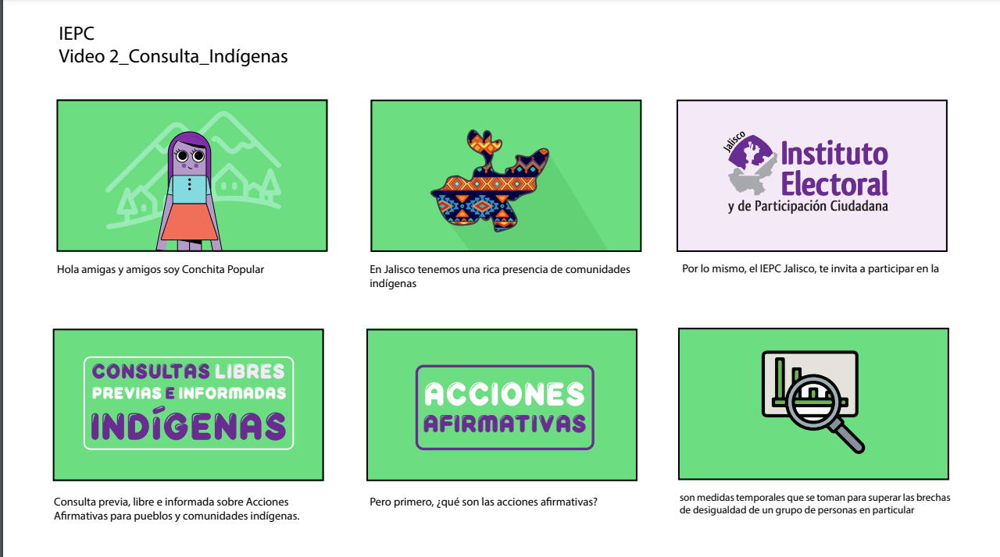 IEPC
Video 2_Consulta_Indígenas
Hola amigas y amigos soy Conchita Popular
En Jalisco tenemos una rica presencia de comunidades
indígenas
Jalisco
Instituto
Electoral
y de Participación Ciudadana
Por lo mismo, el IEPC Jalisco, te invita a participar en la
CONSULTAS LIBRES
PREVIAS E INFORMADAS
INDÍGENAS
Consulta previa, libre e informada sobre Acciones
Afirmativas para pueblos y comunidades indígenas.
ACCIONES
AFIRMATIVAS
Pero primero, ¿qué son las acciones afirmativas?
son medidas temporales que se toman para superar las brechas
de desigualdad de un grupo de personas en particular